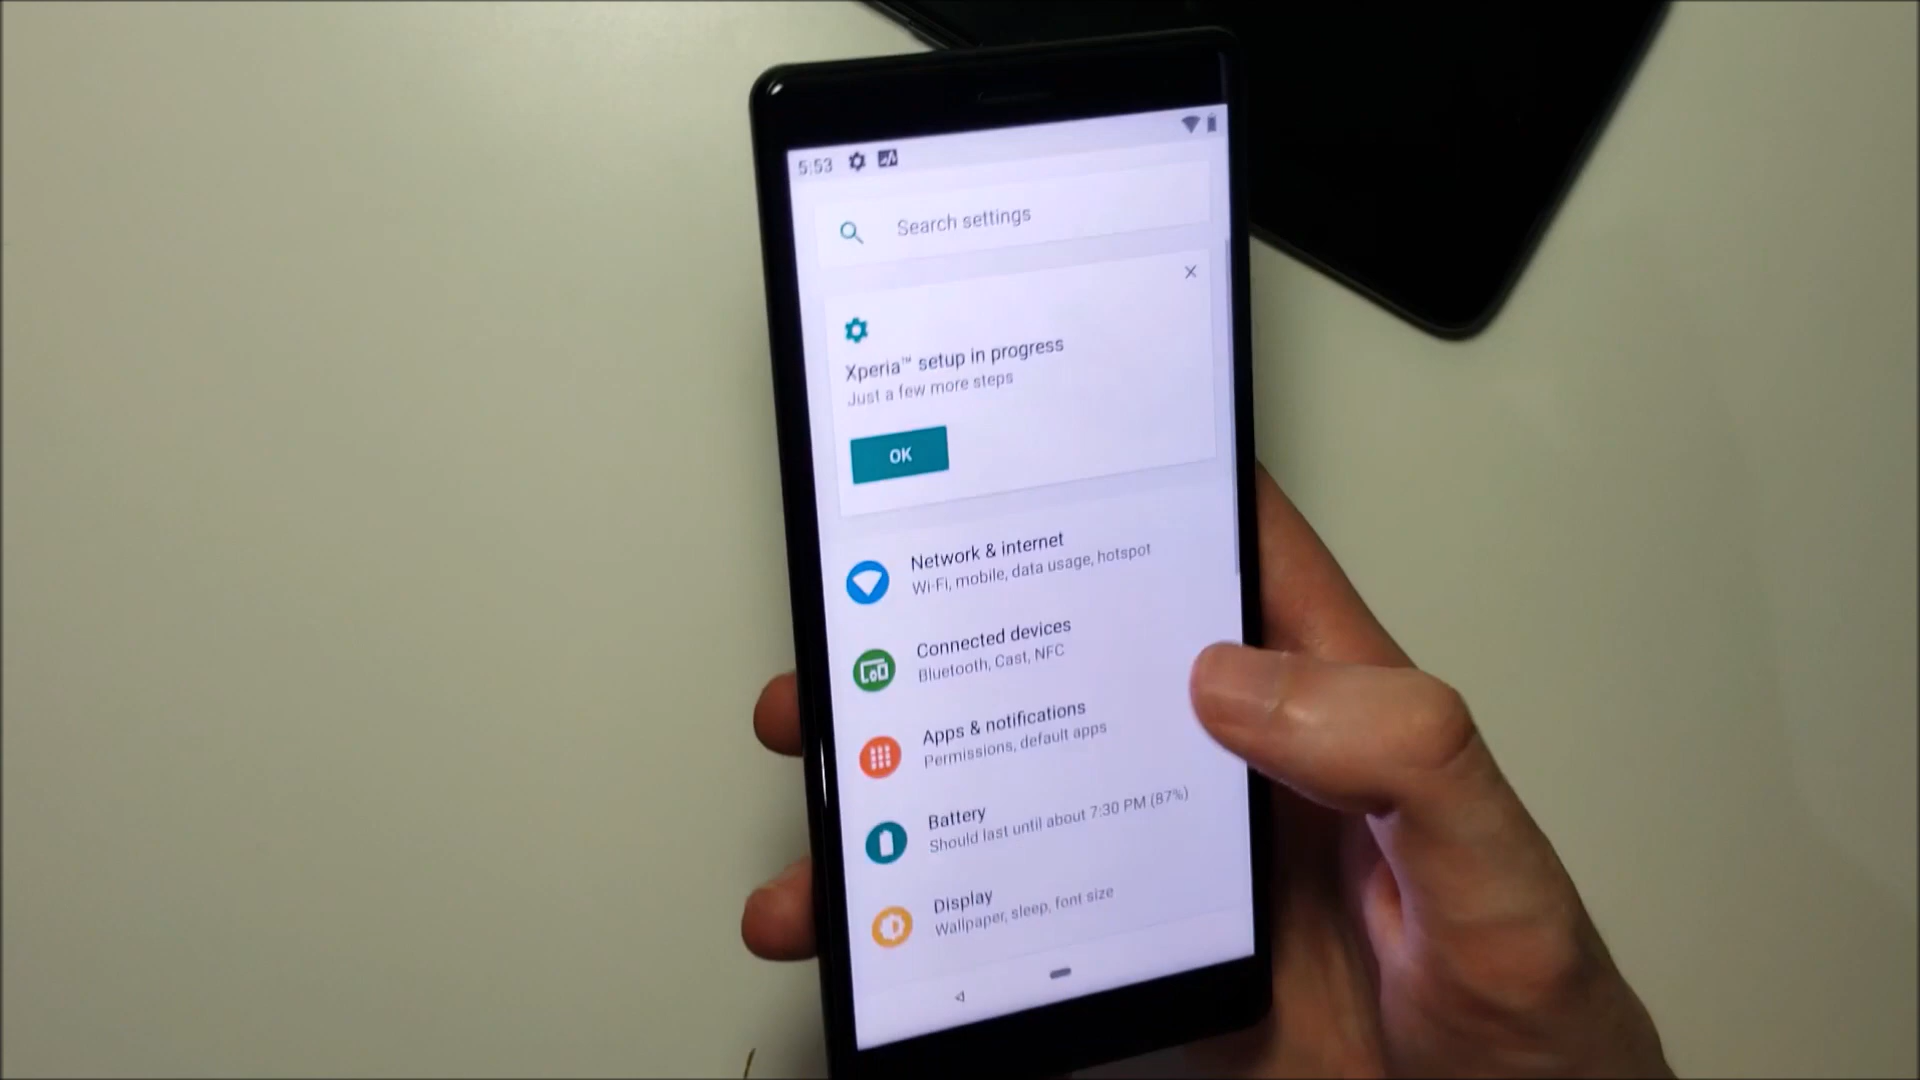 5:53
Search settings
Xperia™ setup in progress
Just a few more steps
OK
Network & internet
Wi-Fi, mobile, data usage, hotspot
Connected devices
Bluetooth, Cast, NFC
Apps & notifications
Permissions, default apps
Battery
Should last until about 7:30 PM (87%)
Display
Wallpaper, sleep, font size